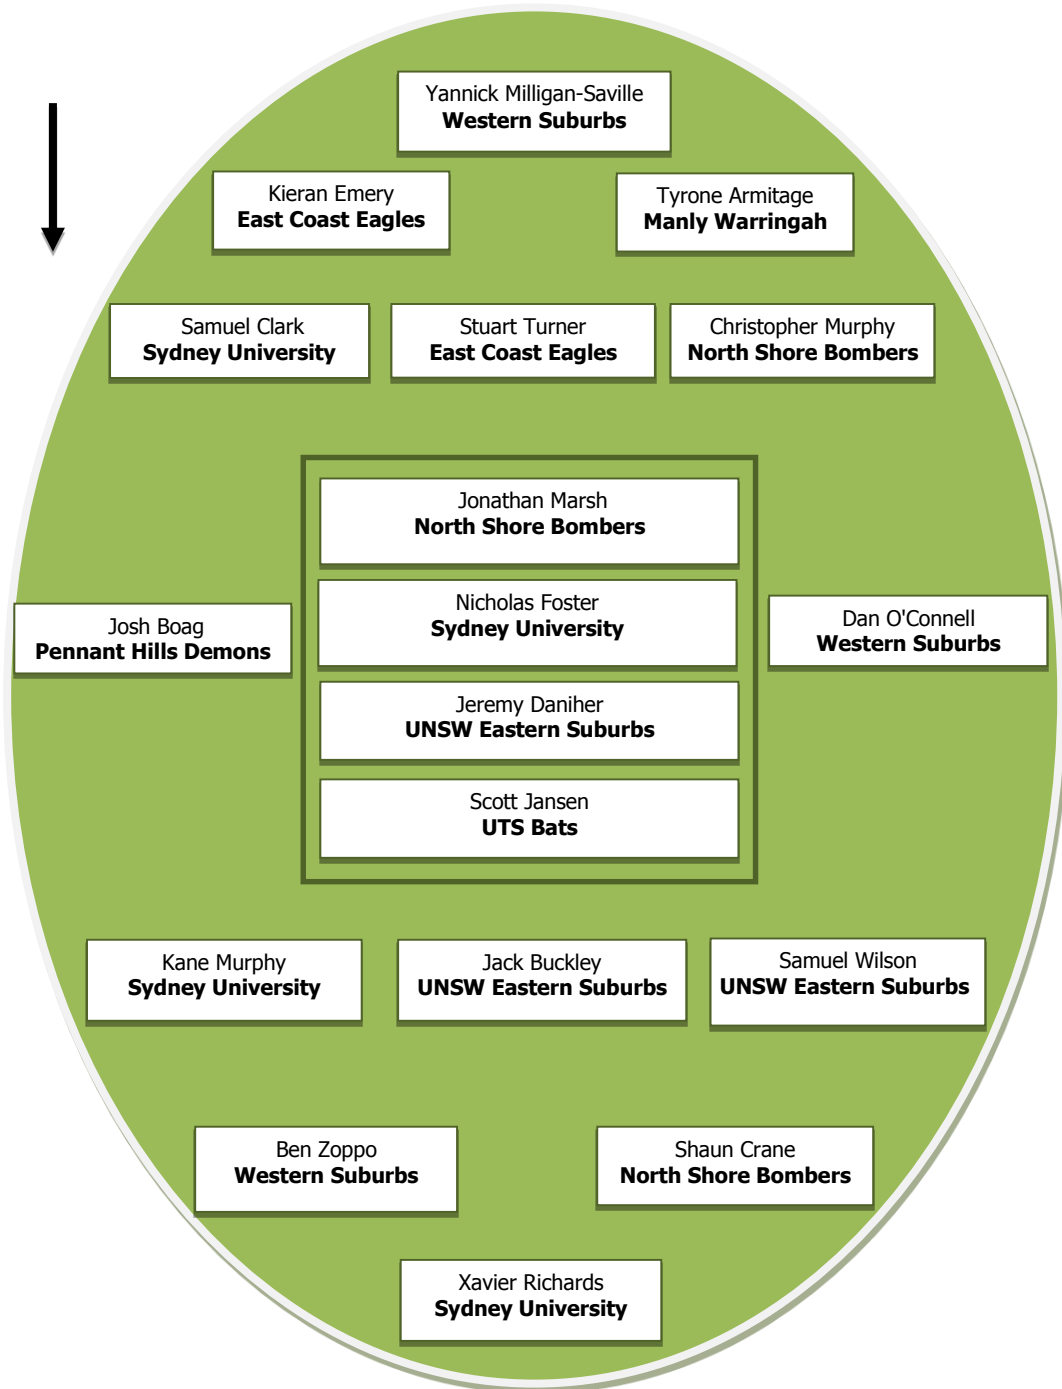 Yannick Milligan-Saville
Western Suburbs
Kieran Emery
East Coast Eagles
Tyrone Armitage
Manly Warringah
Samuel Clark
Sydney University
Stuart Turner
East Coast Eagles
Christopher Murphy
North Shore Bombers
Jonathan Marsh
North Shore Bombers
Nicholas Foster
Sydney University
Josh Boag
Pennant Hills Demons
Dan O'Connell
Western Suburbs
Jeremy Daniher
UNSW Eastern Suburbs
Scott Jansen
UTS Bats
Kane Murphy
Sydney University
Jack Buckley
UNSW Eastern Suburbs
Samuel Wilson
UNSW Eastern Suburbs
Ben Zoppo
Western Suburbs
Shaun Crane
North Shore Bombers
Xavier Richards
Sydney University